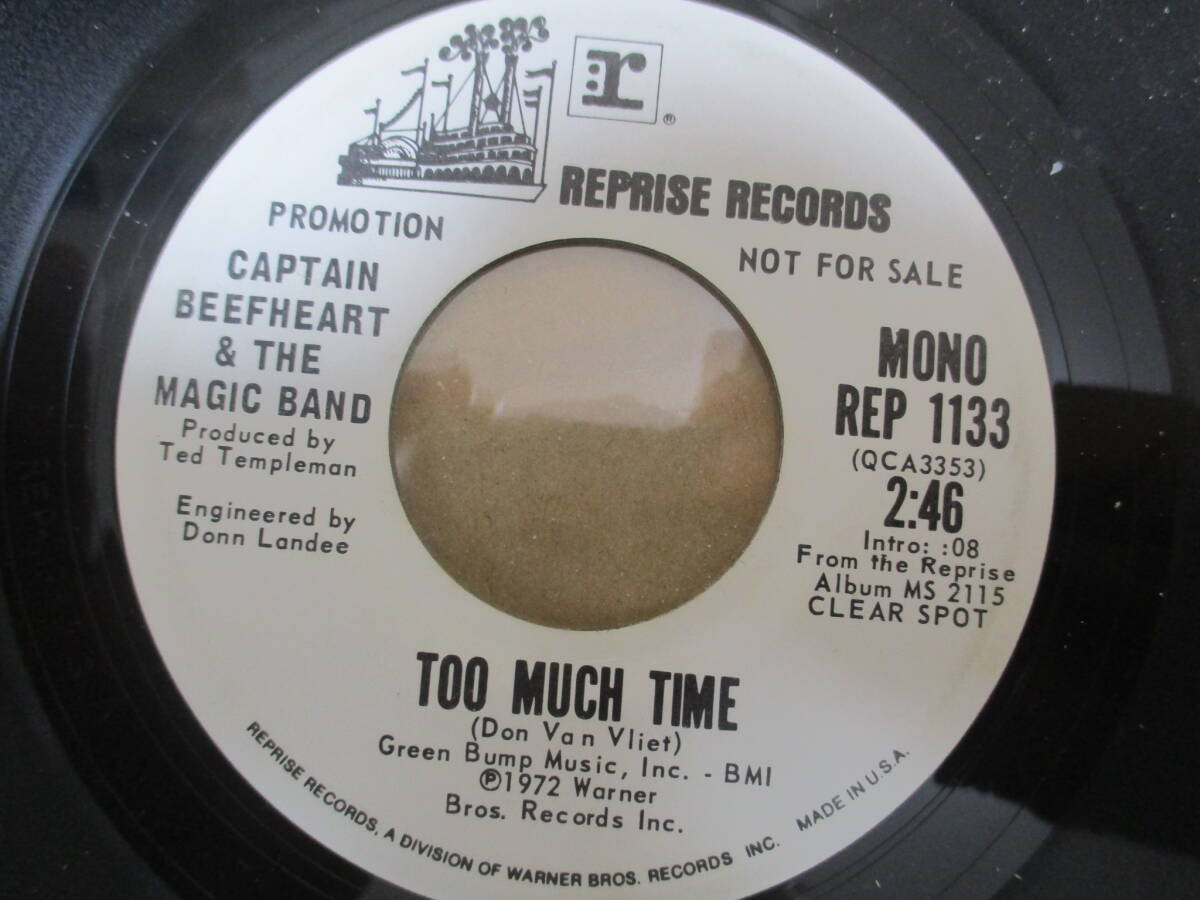 r
®
REPRISE RECORDS
PROMOTION
NOT FOR SALE
CAPTAIN
BEEFHEART
& THE
MAGIC BAND
Produced by
Ted Templeman
Engineered by
Donn Landee
MONO
REP 1133
(QCA3353)
2:46
Intro: :08
From the Reprise
Album MS 2115
CLEAR SPOT
TOO MUCH TIME
(Don Van Vliet)
Green Bump Music, Inc. - BMI
℗1972 Warner
Bros. Records Inc.
REPRISE RECORDS, A DIVISION OF WARNER BROS. RECORDS INC. MADE IN U.S.A.